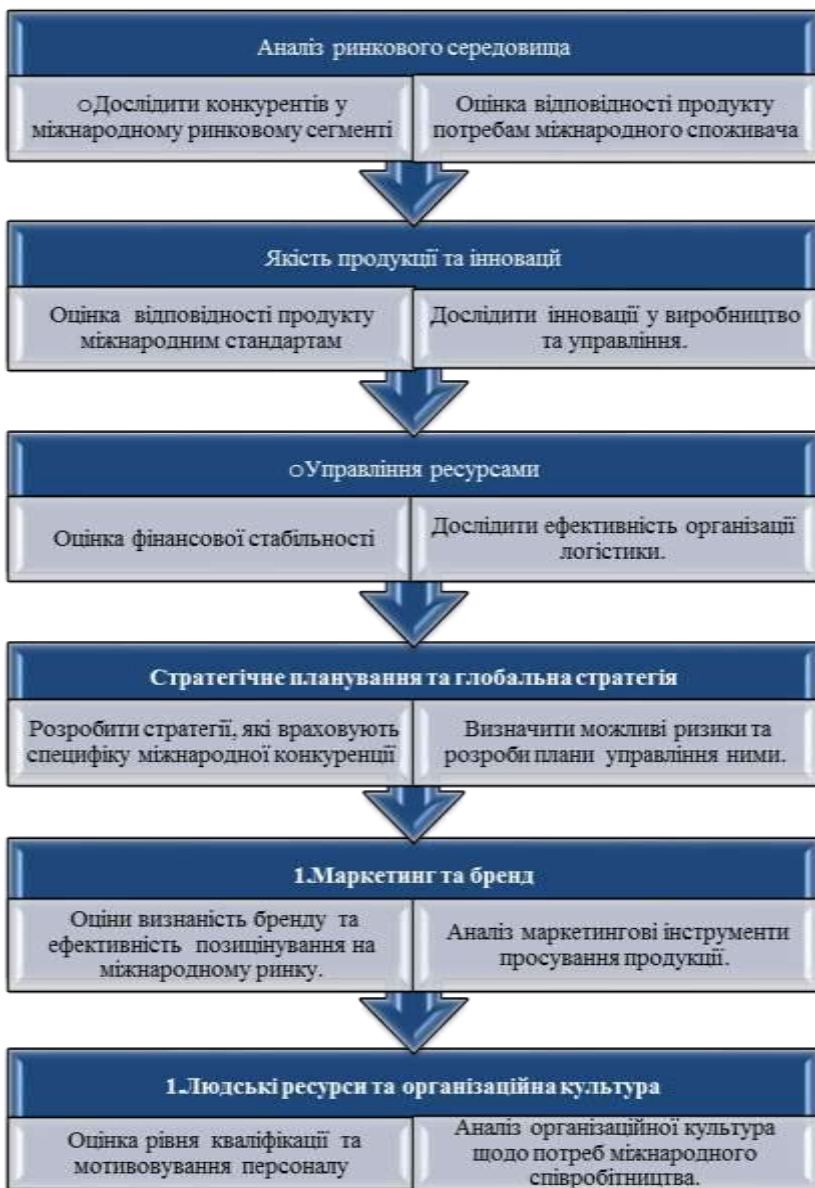 Аналіз ринкового середовища
оДослідити конкурентів у
міжнародному ринковому сегменті
Оцінка відповідності продукту
потребам міжнародного споживача
Якість продукції та інновацй
Оцінка відповідності продукту
міжнародним стандартам
Дослідити інновації у виробництво
та управління.
оУправління ресурсами
Оцінка фінансової стабільності
Дослідити ефективність організації
логістики.
Стратегічне планування та глобальна стратегія
Розробити стратегії, які враховують
специфіку міжнародної конкуренції
Визначити можливі ризики та
розроби плани управління ними.
1.Маркетинг та бренд
Оціни визнаність бренду та
ефективність позицінування на
міжнародному ринку.
Аналіз маркетингові інструменти
просування продукції.
1.Людські ресурси та організаційна культура
Оцінка рівня кваліфікації та
мотивовування персоналу
Аналіз організаційної культура
щодо потреб міжнародного
співробітництва.